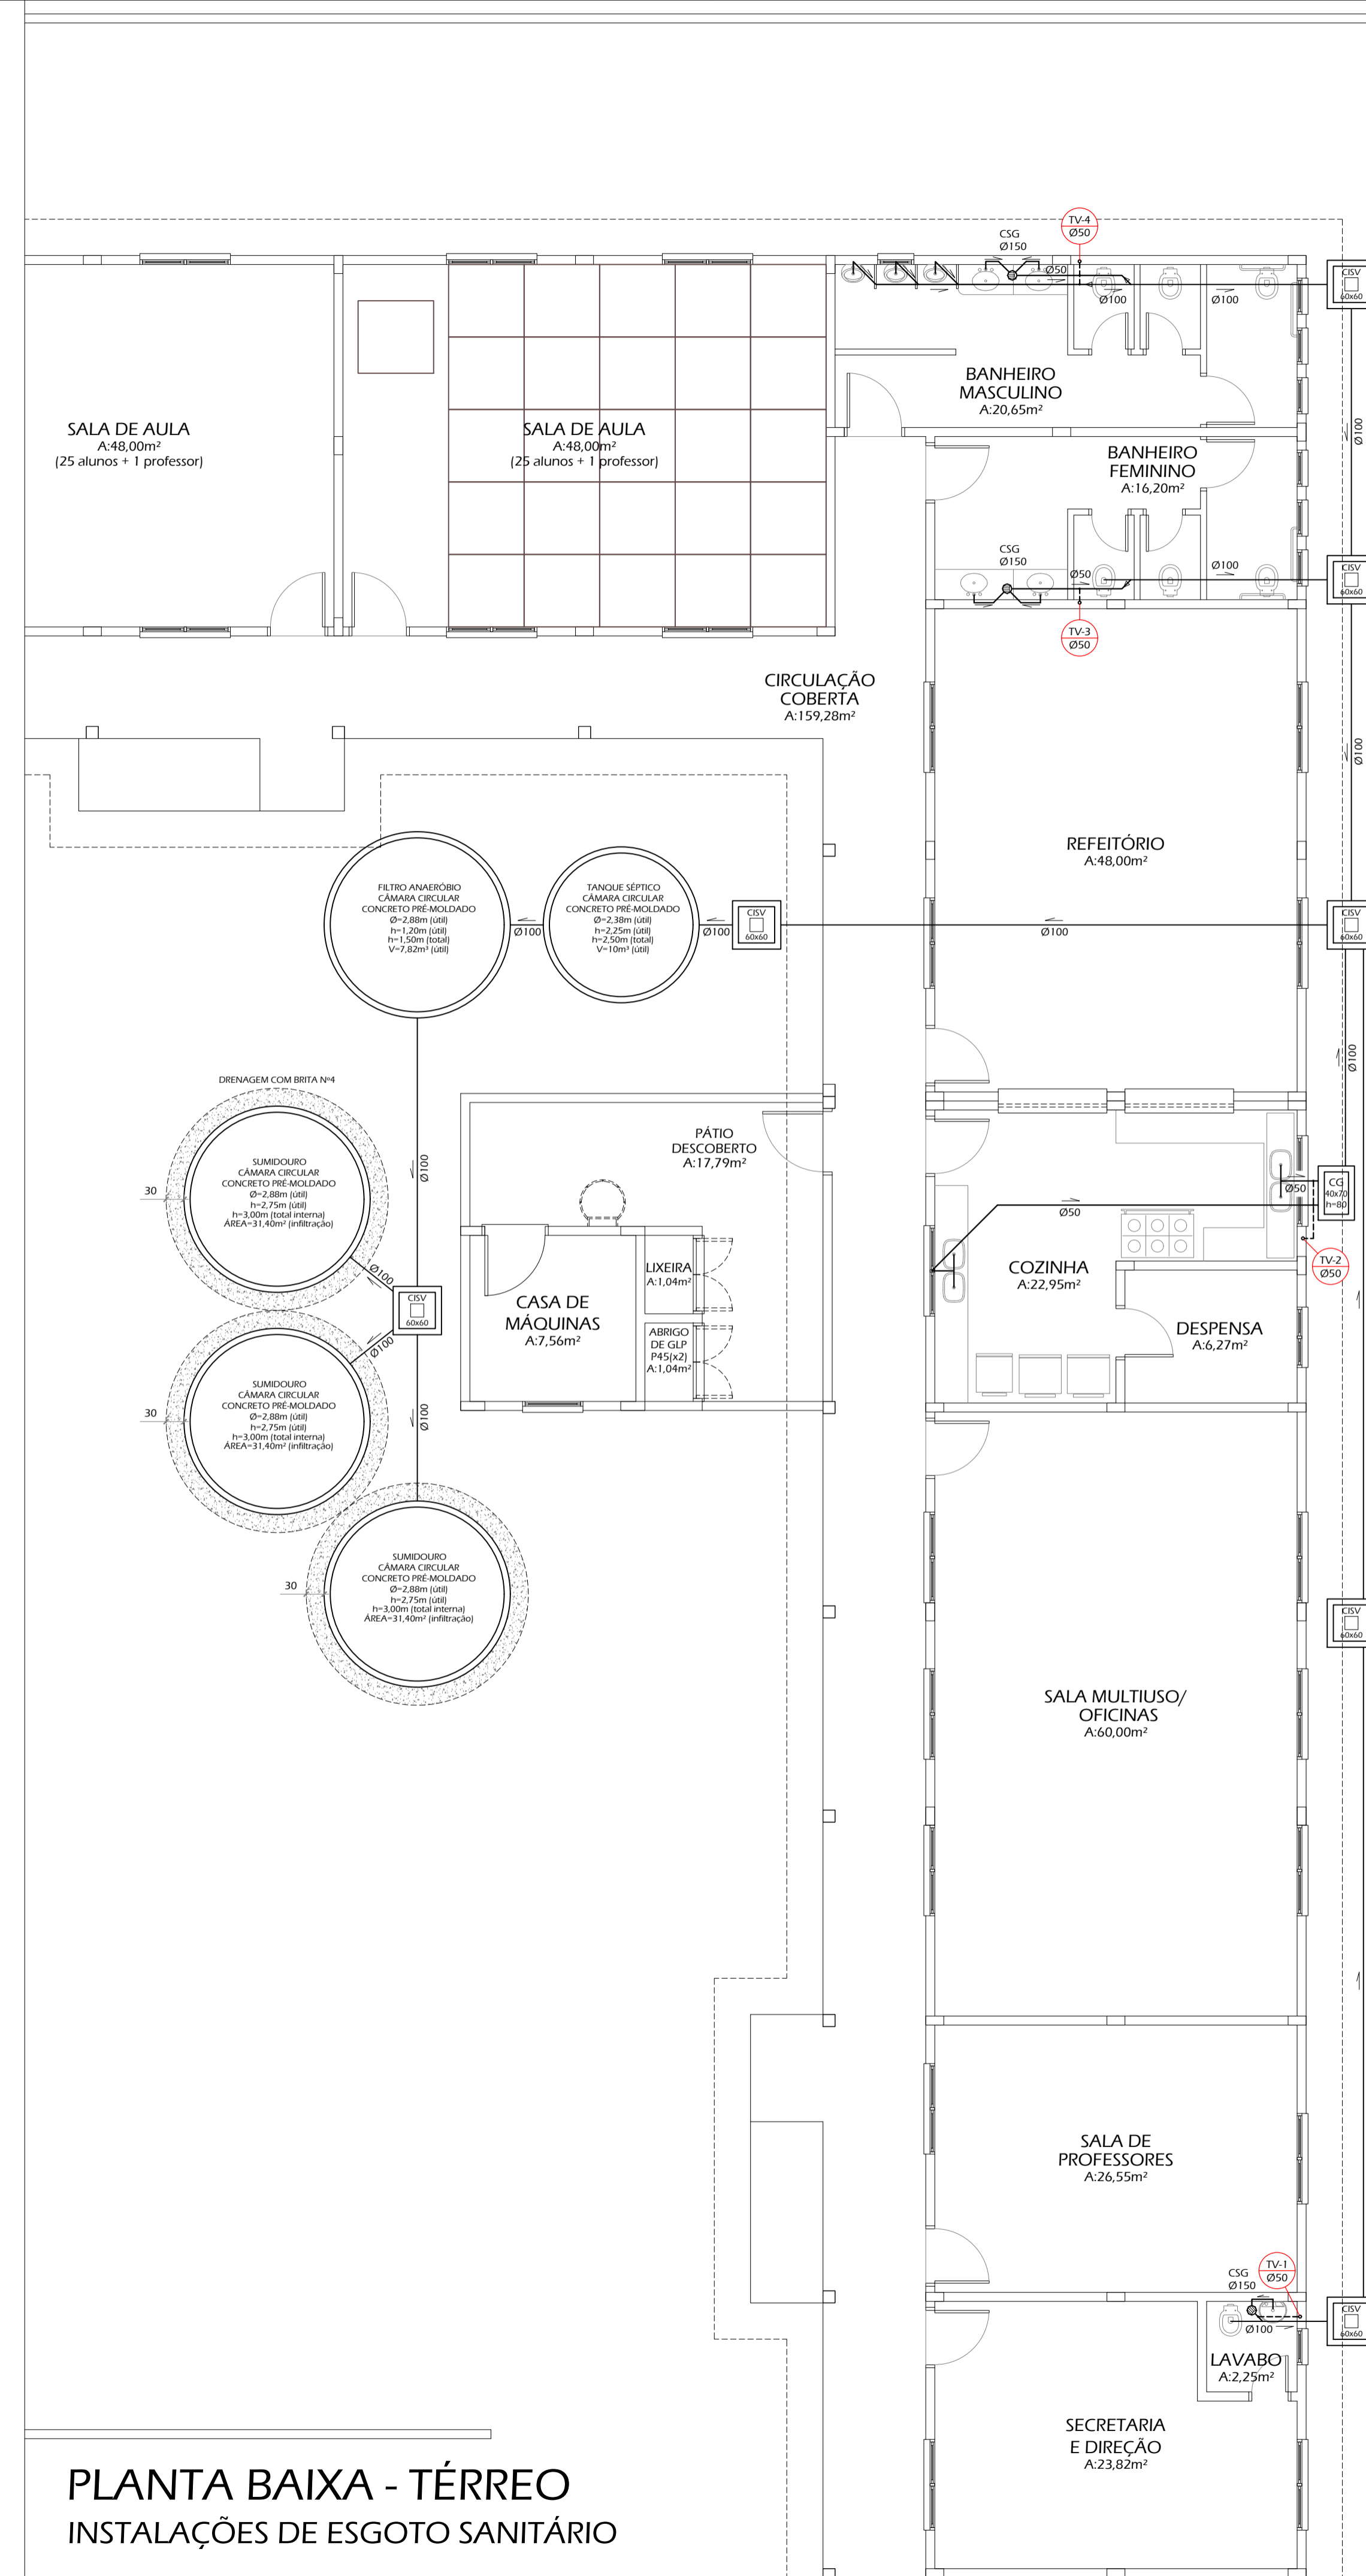 TV-4
Ø50
CSG
Ø150
Ø50
Ø100
Ø100
CISV
60x60
SALA DE AULA
A:48,00m²
(25 alunos + 1 professor)
SALA DE AULA
A:48,00m²
(25 alunos + 1 professor)
BANHEIRO
MASCULINO
A:20,65m²
Ø100
BANHEIRO
FEMININO
A:16,20m²
CSG
Ø150
Ø50
Ø100
CISV
60x60
TV-3
Ø50
CIRCULAÇÃO
COBERTA
A:159,28m²
Ø100
REFEITÓRIO
A:48,00m²
FILTRO ANAERÓBIO
CÂMARA CIRCULAR
CONCRETO PRÉ-MOLDADO
Ø=2,88m (útil)
h=1,20m (útil)
h=1,50m (total)
V=7,82m³ (útil)
Ø100
TANQUE SÉPTICO
CÂMARA CIRCULAR
CONCRETO PRÉ-MOLDADO
Ø=2,38m (útil)
h=2,25m (útil)
h=2,50m (total)
V=10m³ (útil)
Ø100
CISV
60x60
Ø100
CISV
60x60
Ø100
DRENAGEM COM BRITA Nº4
SUMIDOURO
CÂMARA CIRCULAR
CONCRETO PRÉ-MOLDADO
Ø=2,88m (útil)
h=2,75m (útil)
h=3,00m (total interna)
ÁREA=31,40m² (infiltração)
30
Ø100
PÁTIO
DESCOBERTO
A:17,79m²
Ø50
Ø50
CG
40x70
h=80
TV-2
Ø50
Ø100
CISV
60x60
Ø100
LIXEIRA
A:1,04m²
CASA DE
MÁQUINAS
A:7,56m²
ABRIGO
DE GLP
P45(x2)
A:1,04m²
COZINHA
A:22,95m²
DESPENSA
A:6,27m²
SUMIDOURO
CÂMARA CIRCULAR
CONCRETO PRÉ-MOLDADO
Ø=2,88m (útil)
h=2,75m (útil)
h=3,00m (total interna)
ÁREA=31,40m² (infiltração)
30
Ø100
SUMIDOURO
CÂMARA CIRCULAR
CONCRETO PRÉ-MOLDADO
Ø=2,88m (útil)
h=2,75m (útil)
h=3,00m (total interna)
ÁREA=31,40m² (infiltração)
30
CISV
60x60
SALA MULTIUSO/
OFICINAS
A:60,00m²
SALA DE
PROFESSORES
A:26,55m²
TV-1
Ø50
CSG
Ø150
Ø100
CISV
60x60
LAVABO
A:2,25m²
SECRETARIA
E DIREÇÃO
A:23,82m²
PLANTA BAIXA - TÉRREO
INSTALAÇÕES DE ESGOTO SANITÁRIO